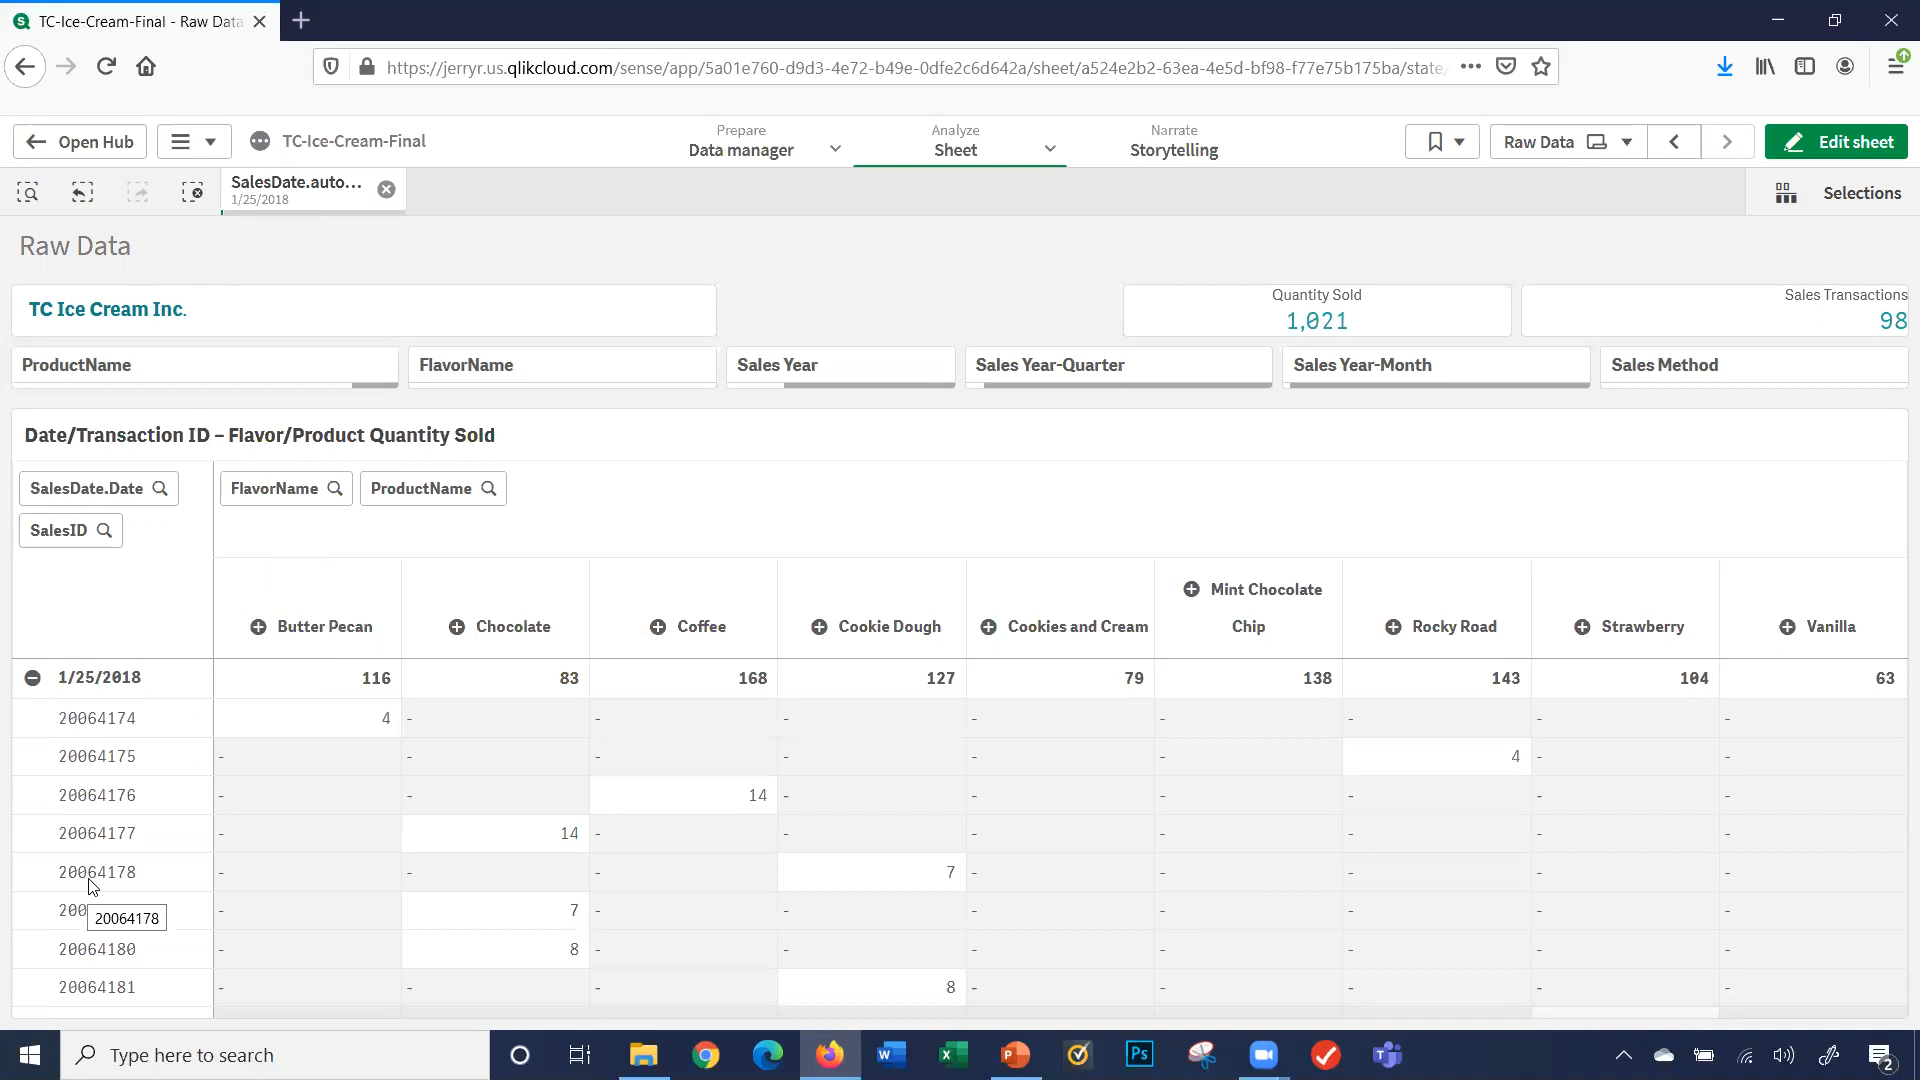 TC-Ice-Cream-Final - Raw Data
https://jerryr.us.qlikcloud.com/sense/app/5a01e760-d9d3-4e72-b49e-0dfe2c6d642a/sheet/a524e2b2-63ea-4e5d-bf98-f77e75b175ba/state/
Open Hub
TC-Ice-Cream-Final
Prepare
Data manager
Analyze
Sheet
Narrate
Storytelling
Raw Data
Edit sheet
SalesDate.auto...
1/25/2018
Selections
Raw Data
TC Ice Cream Inc.
Quantity Sold
1,021
Sales Transactions
98
ProductName FlavorName Sales Year Sales Year-Quarter Sales Year-Month Sales Method
Date/Transaction ID – Flavor/Product Quantity Sold
SalesDate.Date FlavorName ProductName
SalesID
Butter Pecan Chocolate Coffee Cookie Dough Cookies and Cream Mint Chocolate
Chip Rocky Road Strawberry Vanilla
1/25/2018 116 83 168 127 79 138 143 104 63
20064174 4 - - - - - - - -
20064175 - - - - - - 4 - -
20064176 - - 14 - - - - - -
20064177 - 14 - - - - - - -
20064178 - - - 7 - - - - -
200 - 7 - - - - - - -
20064178
20064180 - 8 - - - - - - -
20064181 - - - 8 - - - - -
Type here to search
Ps
2